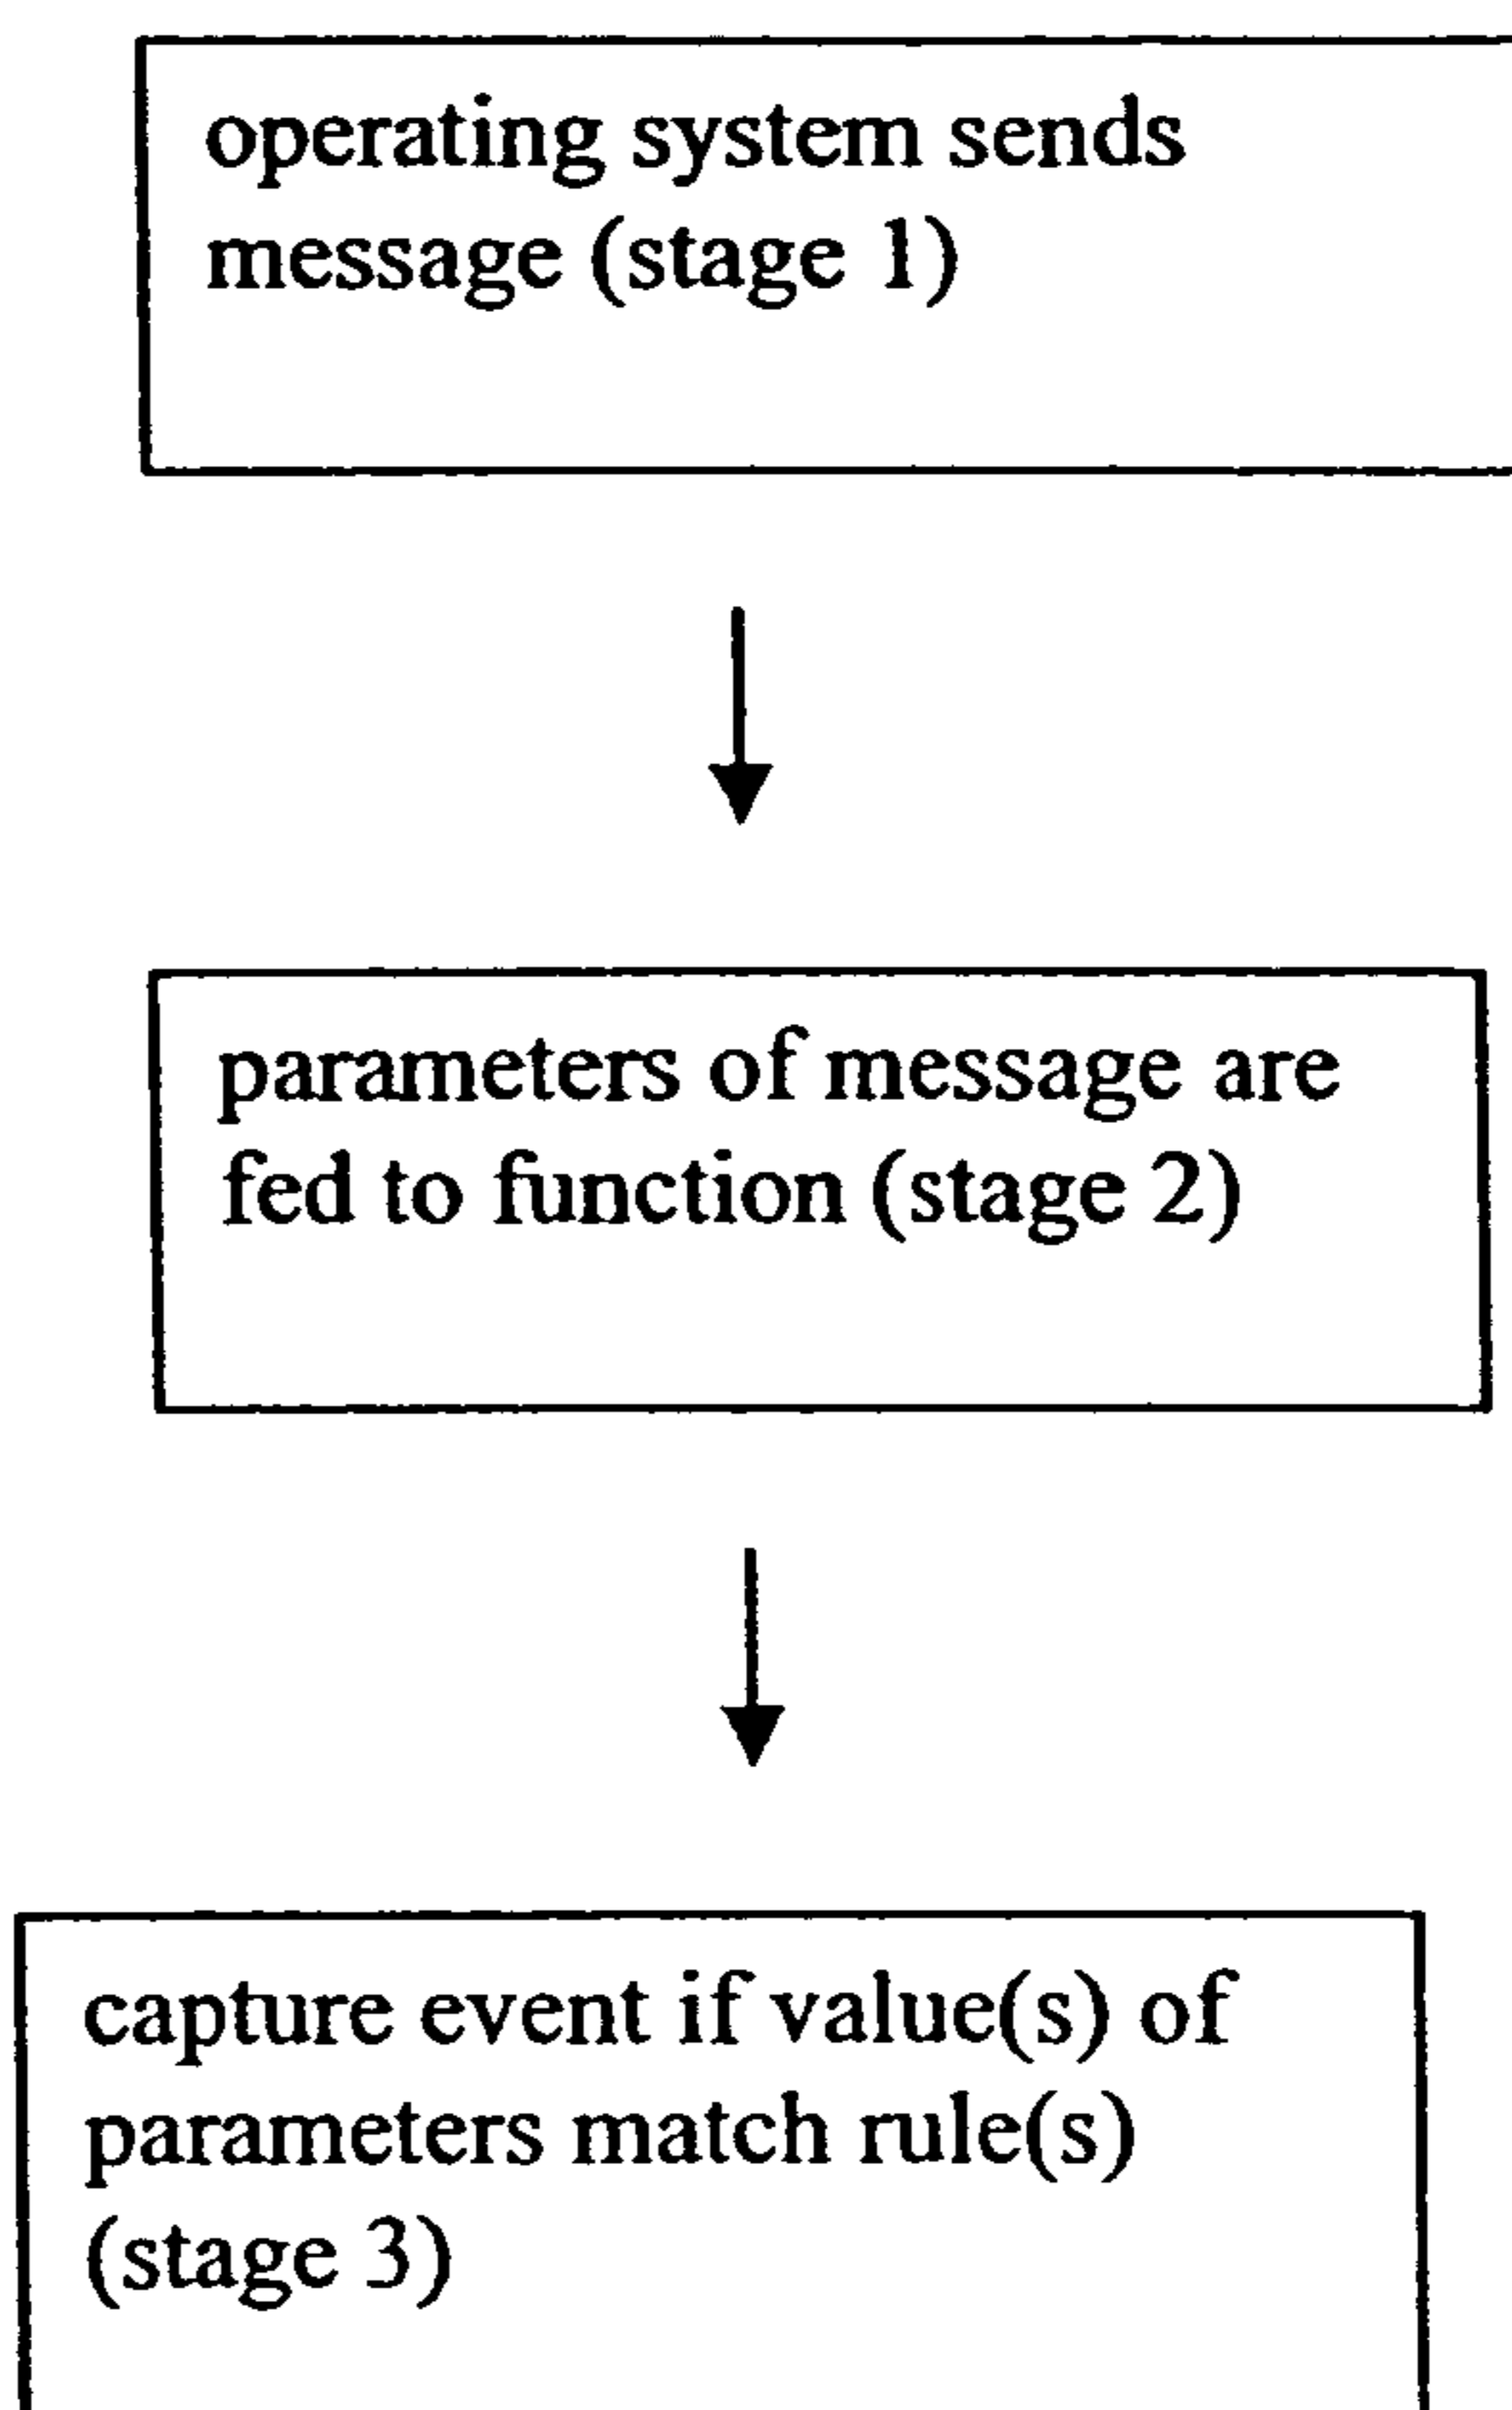 operating system sends
message (stage 1)
parameters of message are
fed to function (stage 2)
capture event if value(s) of
parameters match rule(s)
(stage 3)